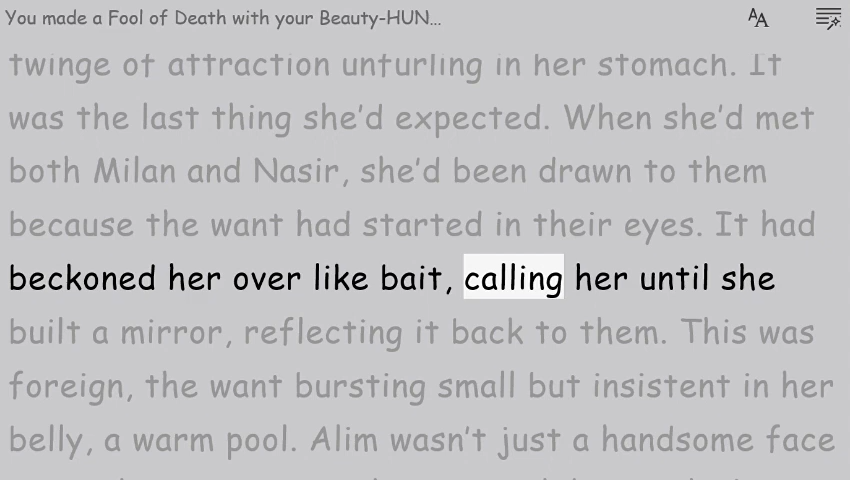 You made a Fool of Death with your Beauty-HUN...
twinge of attraction unfurling in her stomach. It
was the last thing she’d expected. When she’d met
both Milan and Nasir, she’d been drawn to them
because the want had started in their eyes. It had
beckoned her over like bait, calling her until she
built a mirror, reflecting it back to them. This was
foreign, the want bursting small but insistent in her
belly, a warm pool. Alim wasn’t just a handsome face